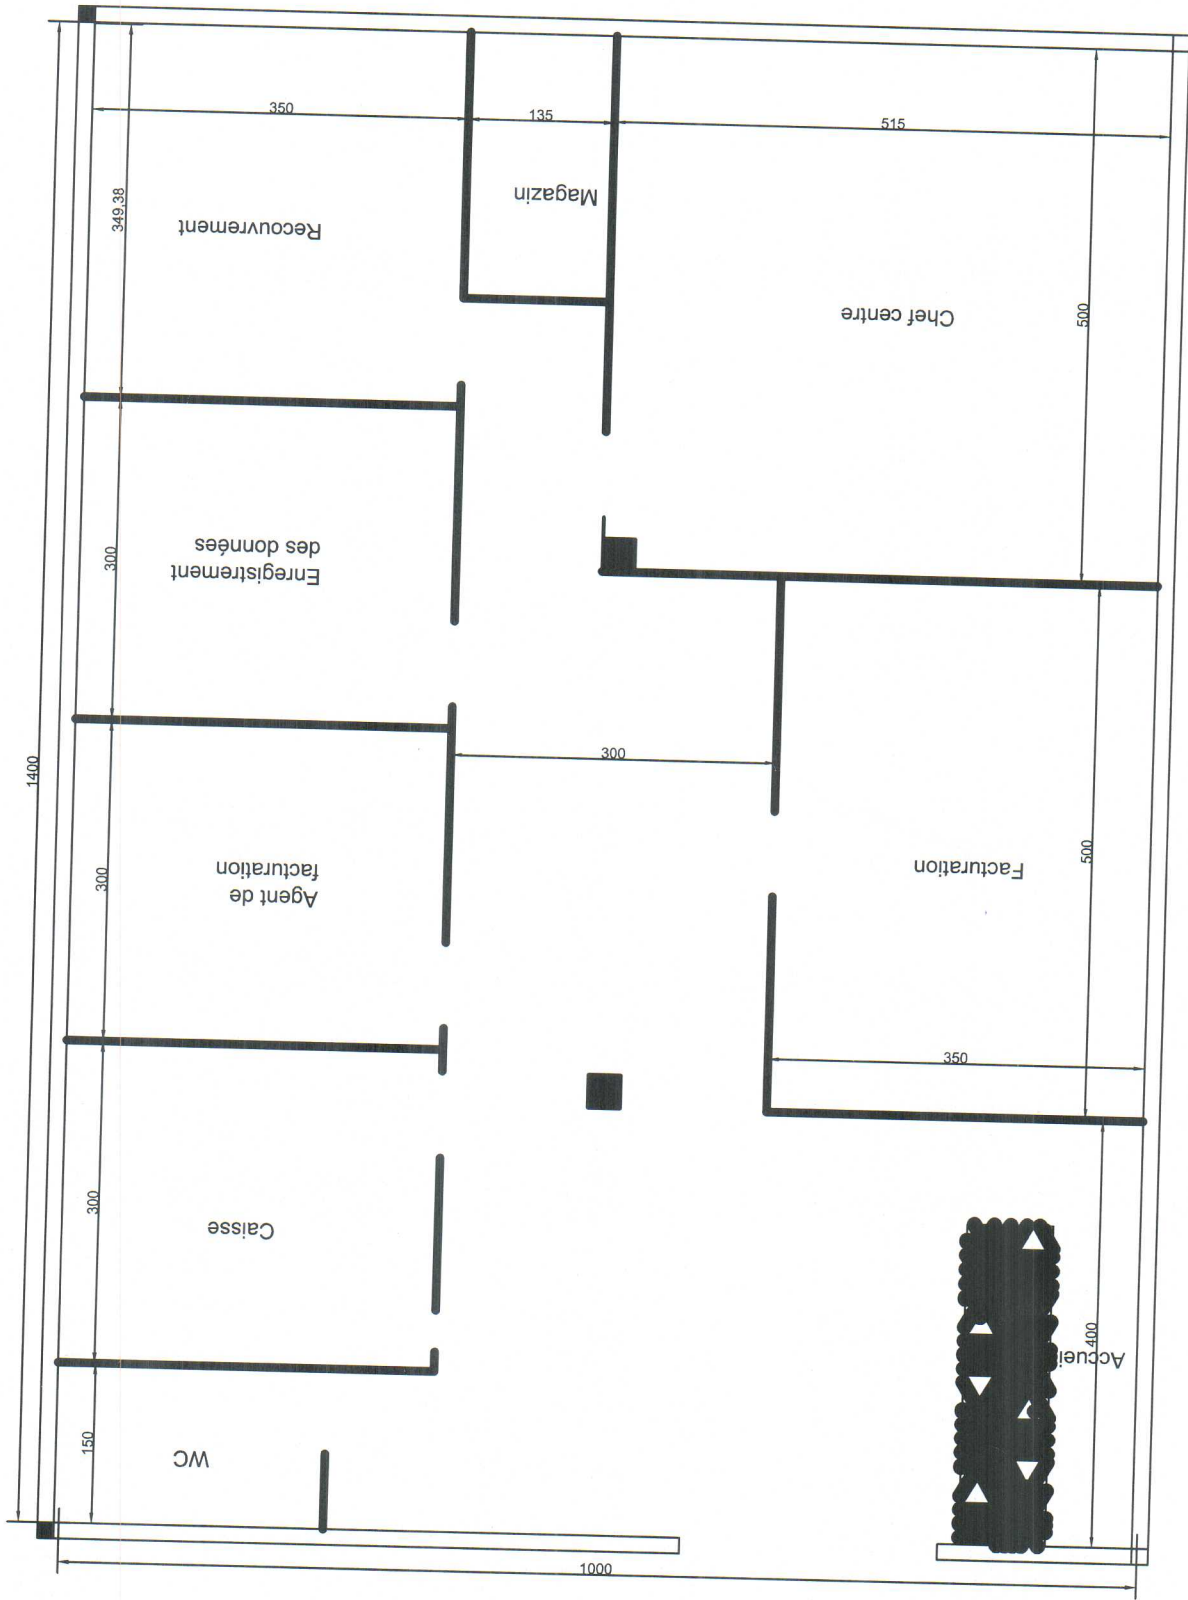 350
135
515
349,38
Magazin
Recouvrement
Chef centre
500
Enregistrement
des données
300
300
1400
Agent de
facturation
300
Facturation
500
350
Caisse
300
400
Accuei
WC
150
1000